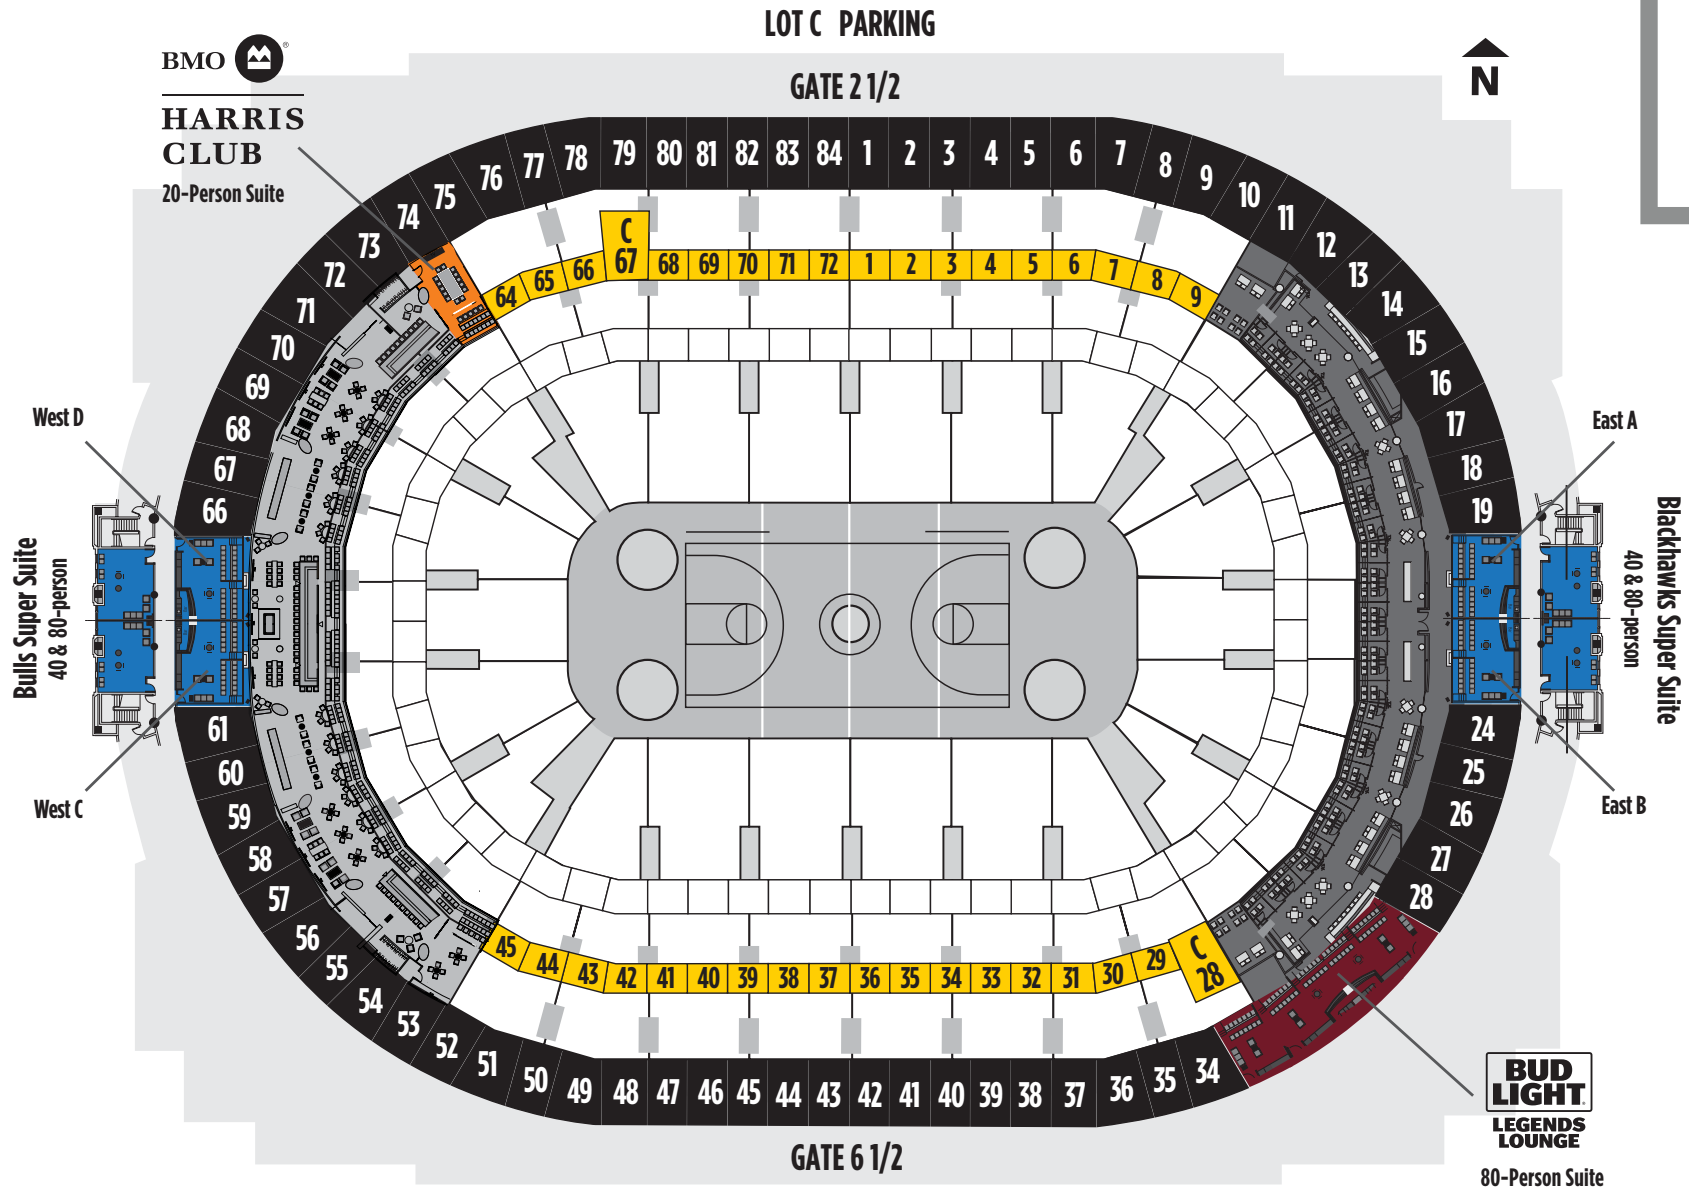 LOT C PARKING
GATE 2 1/2
BMO ®
HARRIS
CLUB
20-Person Suite
N
79 80 81 82 83 84 1 2 3 4 5 6 7 8 9 10 11 12 13 14 15 16 17 18 19
78 77 76 75 74 73 72 71 70 69 68 67 66
C
67
64 65 66 68 69 70 71 72 1 2 3 4 5 6 7 8 9
West D
East A
Bulls Super Suite
40 & 80-person
Blackhawks Super Suite
40 & 80-person
West C
East B
61 60 59 58 57 56 55 54 53 52 51 50 49 48 47 46 45 44 43 42 41 40 39 38 37 36 35 34
24 25 26 27 28
45 44 43 42 41 40 39 38 37 36 35 34 33 32 31 30 29
C
28
GATE 6 1/2
BUD
LIGHT
LEGENDS
LOUNGE
80-Person Suite